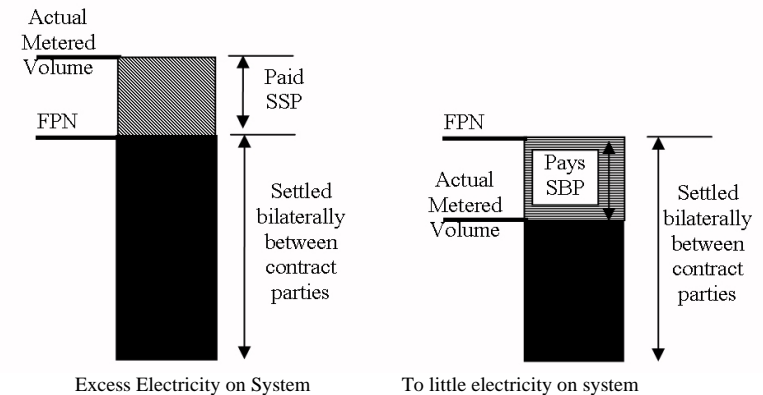 Actual
Metered
Volume
Paid
SSP
FPN
Settled
bilaterally
between
contract
parties
FPN
Pays
SBP
Actual
Metered
Volume
Settled
bilaterally
between
contract
parties
Excess Electricity on System
To little electricity on system